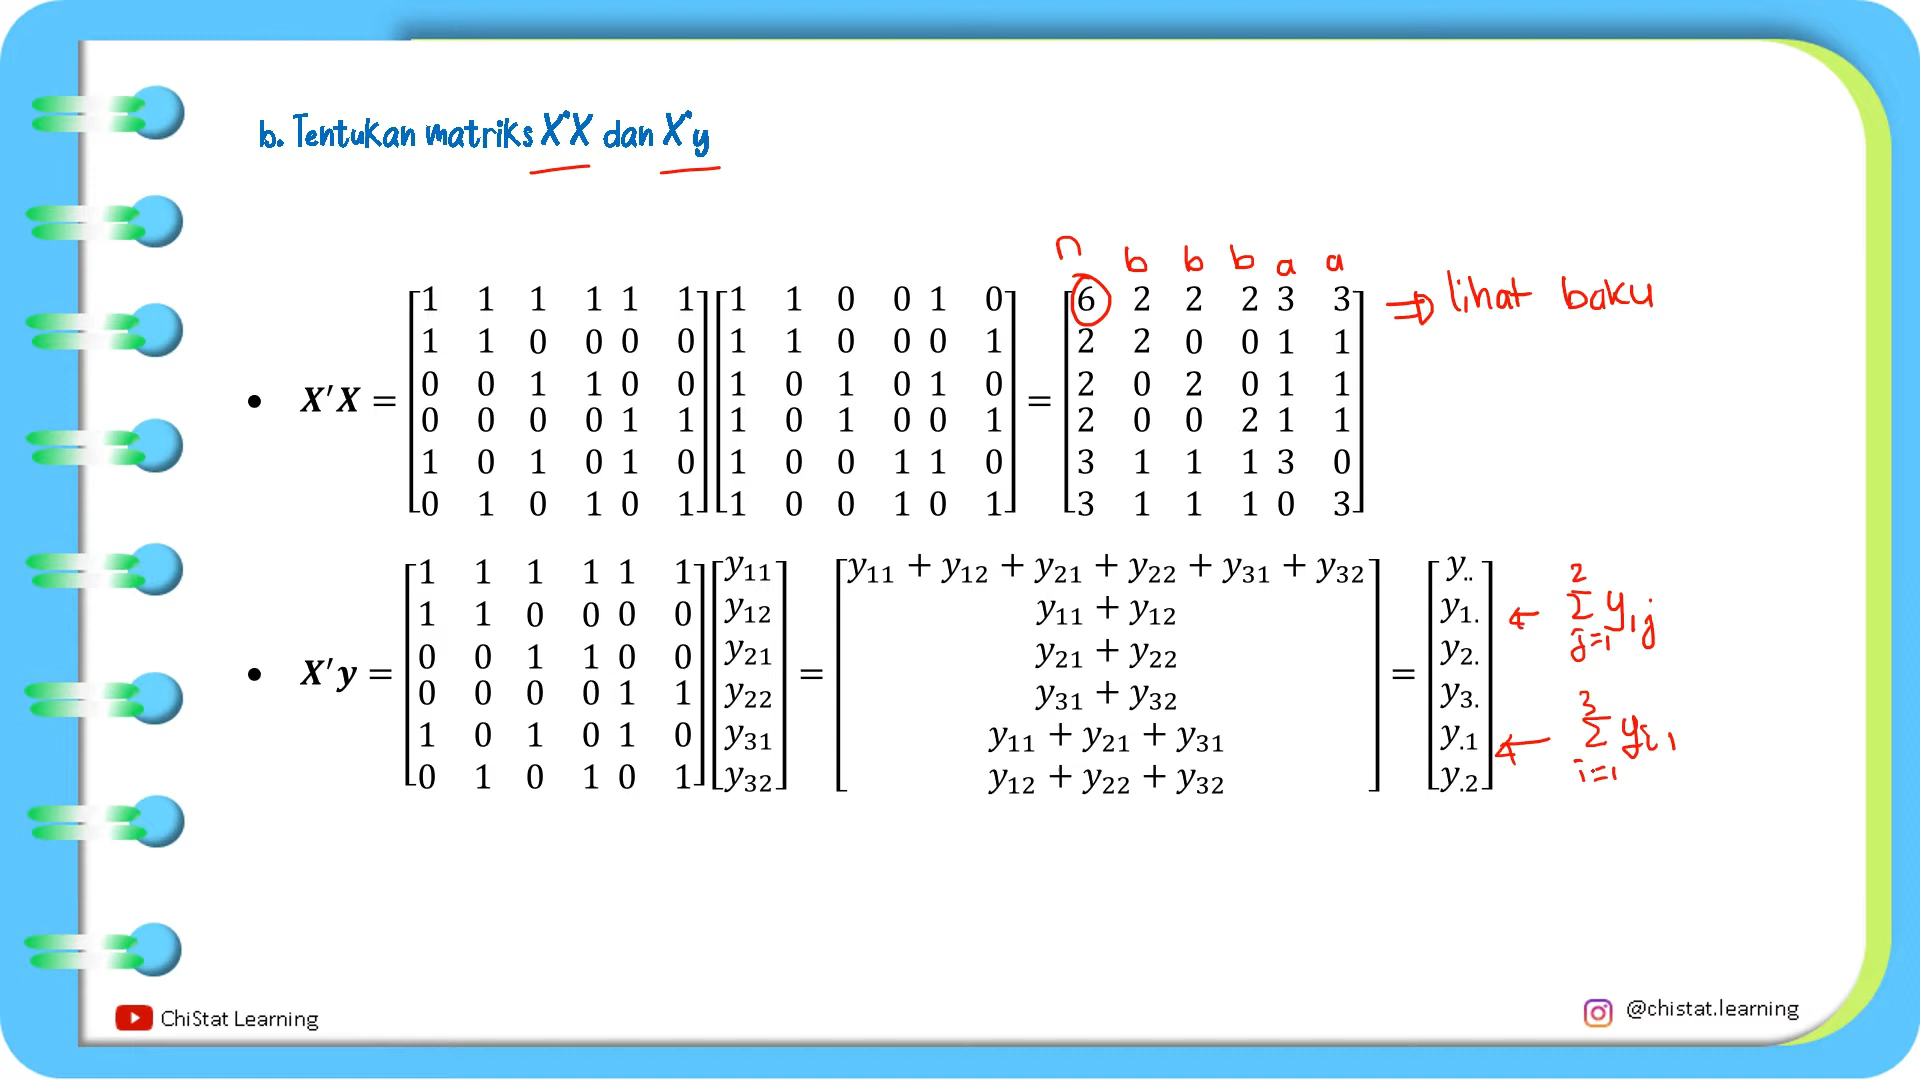 b. Tentukan matriks X'X dan X'y
n b b b a a
X′X = [1 1 1 1 1 1] [1 1 0 0 1 0] = [6 2 2 2 3 3] ⇒ lihat baku
[1 1 0 0 0 0] [1 1 0 0 0 1] [2 2 0 0 1 1]
[0 0 1 1 0 0] [1 0 1 0 1 0] [2 0 2 0 1 1]
[0 0 0 0 1 1] [1 0 1 0 0 1] [2 0 0 2 1 1]
[1 0 1 0 1 0] [1 0 0 1 1 0] [3 1 1 1 3 0]
[0 1 0 1 0 1] [1 0 0 1 0 1] [3 1 1 1 0 3]
X′y = [1 1 1 1 1 1] [y₁₁] = [y₁₁ + y₁₂ + y₂₁ + y₂₂ + y₃₁ + y₃₂] = [y..]
[1 1 0 0 0 0] [y₁₂] [y₁₁ + y₁₂] [y₁.] ← 2 Σ j=1 y₁j
[0 0 1 1 0 0] [y₂₁] [y₂₁ + y₂₂] [y₂.]
[0 0 0 0 1 1] [y₂₂] [y₃₁ + y₃₂] [y₃.]
[1 0 1 0 1 0] [y₃₁] [y₁₁ + y₂₁ + y₃₁] [y.₁] ← 3 Σ i=1 yi1
[0 1 0 1 0 1] [y₃₂] [y₁₂ + y₂₂ + y₃₂] [y.₂]
ChiStat Learning
@chistat.learning